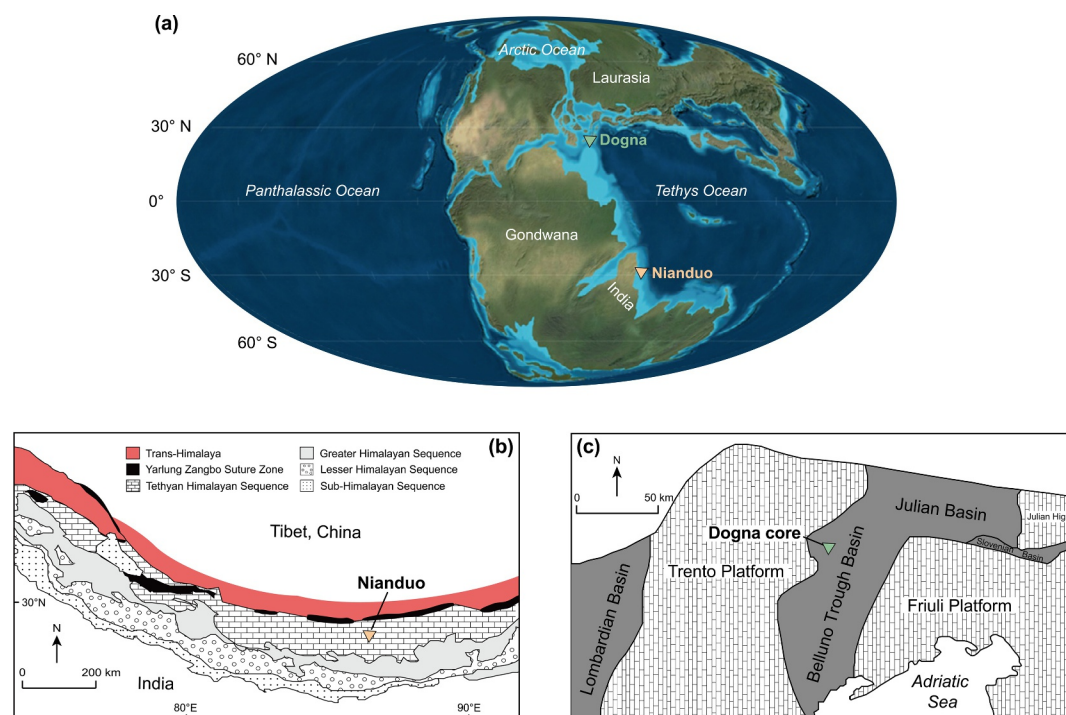 (a)
Arctic Ocean
60° N
Laurasia
30° N
Dogna
Panthalassic Ocean
Tethys Ocean
0°
Gondwana
Nianduo
30° S
India
60° S
(b)
Trans-Himalaya
Yarlung Zangbo Suture Zone
Tethyan Himalayan Sequence
Greater Himalayan Sequence
Lesser Himalayan Sequence
Sub-Himalayan Sequence
Tibet, China
Nianduo
30°N
N
0 200 km
India
80°E
90°E
(c)
N
0 50 km
Julian Basin
Julian Hig
Dogna core
Slovenian Basin
Trento Platform
Lombardian Basin
Belluno Trough Basin
Friuli Platform
Adriatic
Sea